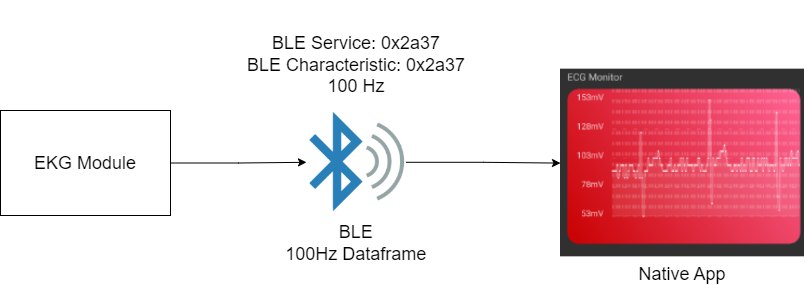 BLE Service: 0x2a37
BLE Characteristic: 0x2a37
100 Hz
EKG Module
BLE
100Hz Dataframe
ECG Monitor
153mV
128mV
103mV
78mV
53mV
Native App